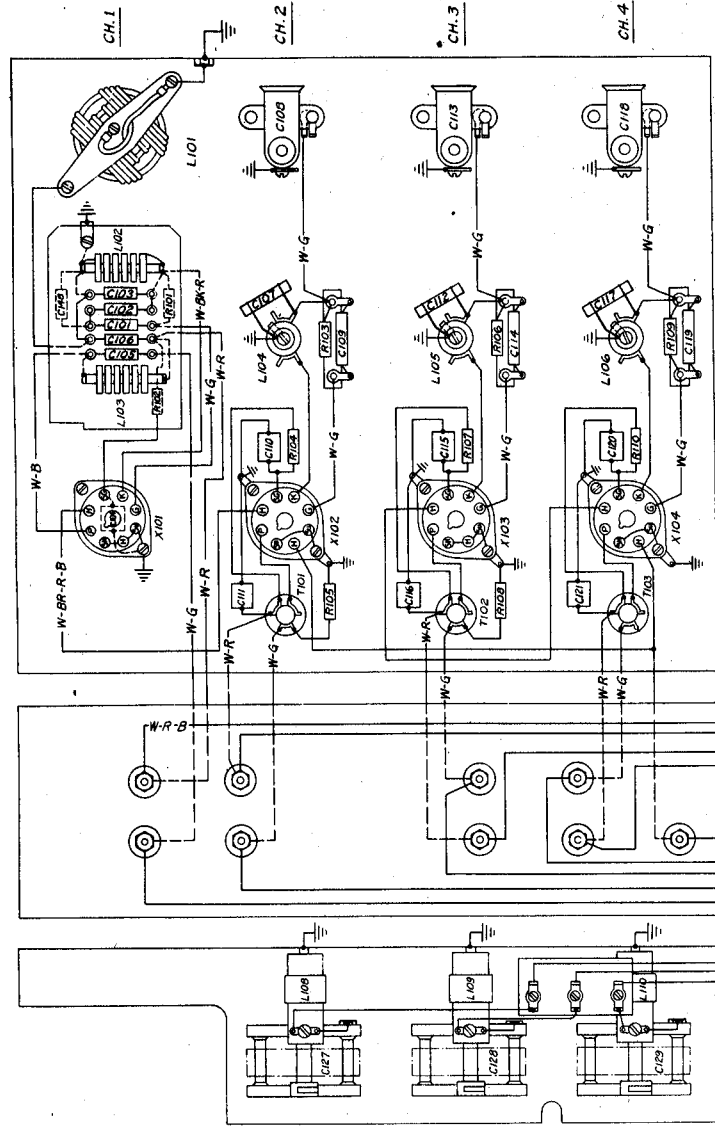 CH.1
CH.2
CH.3
CH.4
L101
C108
C113
C118
L102
C148
C103
C102
C101
C106
C105
R101
R102
L103
W-BK-R
W-R
W-G
W-B
W-G
W-G
W-G
C107
L104
R103
C109
C112
L105
R106
C114
C117
L106
R109
C119
X101
P
H
SU
K
G
SC
H
W-BR-R-B
W-G
W-R
C110
R104
W-G
X102
T101
C111
R105
C115
R107
W-G
X103
T102
C116
R108
C120
R110
W-G
X104
T103
C121
W-R
W-G
W-R
W-G
W-R
W-G
W-R-B
L108
C127
L109
C128
L110
C129